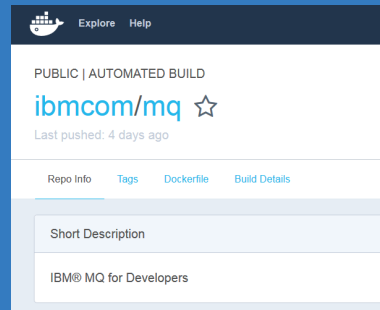 Explore Help
PUBLIC | AUTOMATED BUILD
ibmcom/mq
Last pushed: 4 days ago
Repo Info Tags Dockerfile Build Details
Short Description
IBM® MQ for Developers